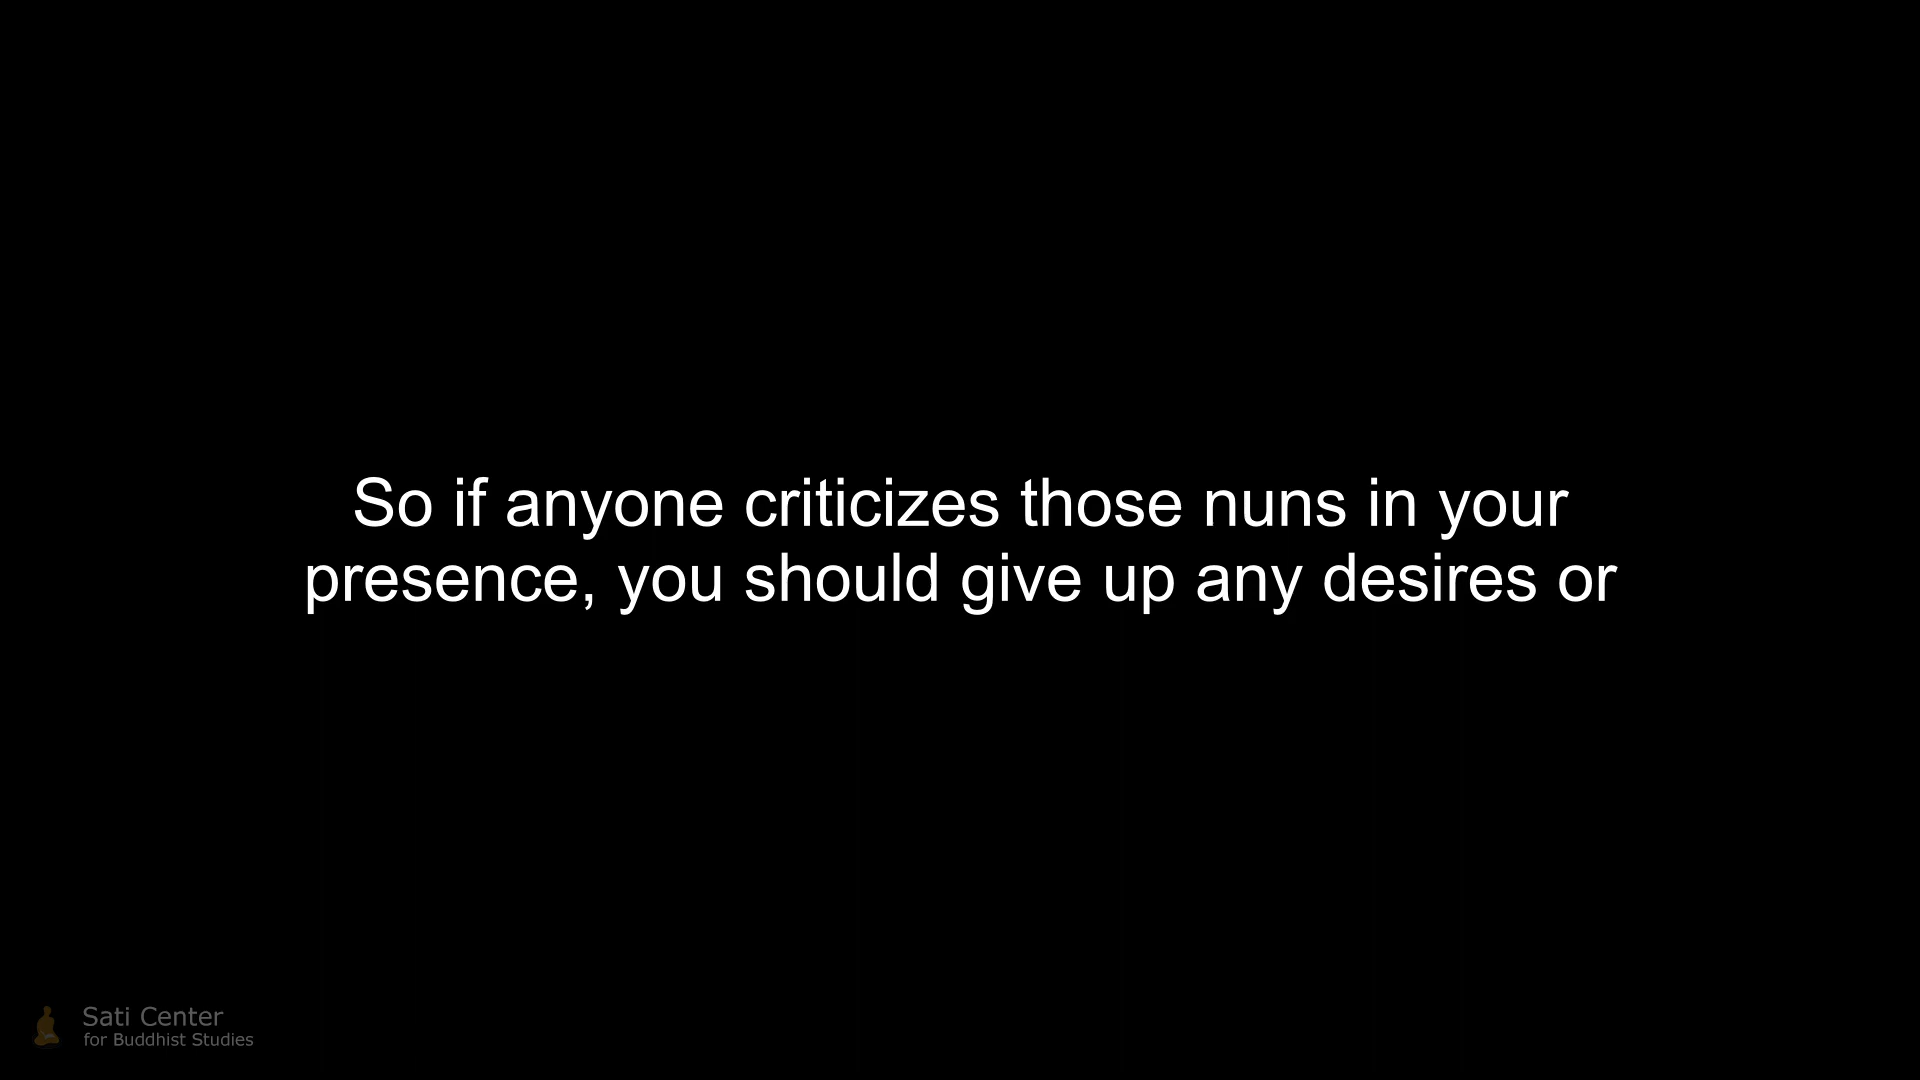 So if anyone criticizes those nuns in your
presence, you should give up any desires or
Sati Center
for Buddhist Studies